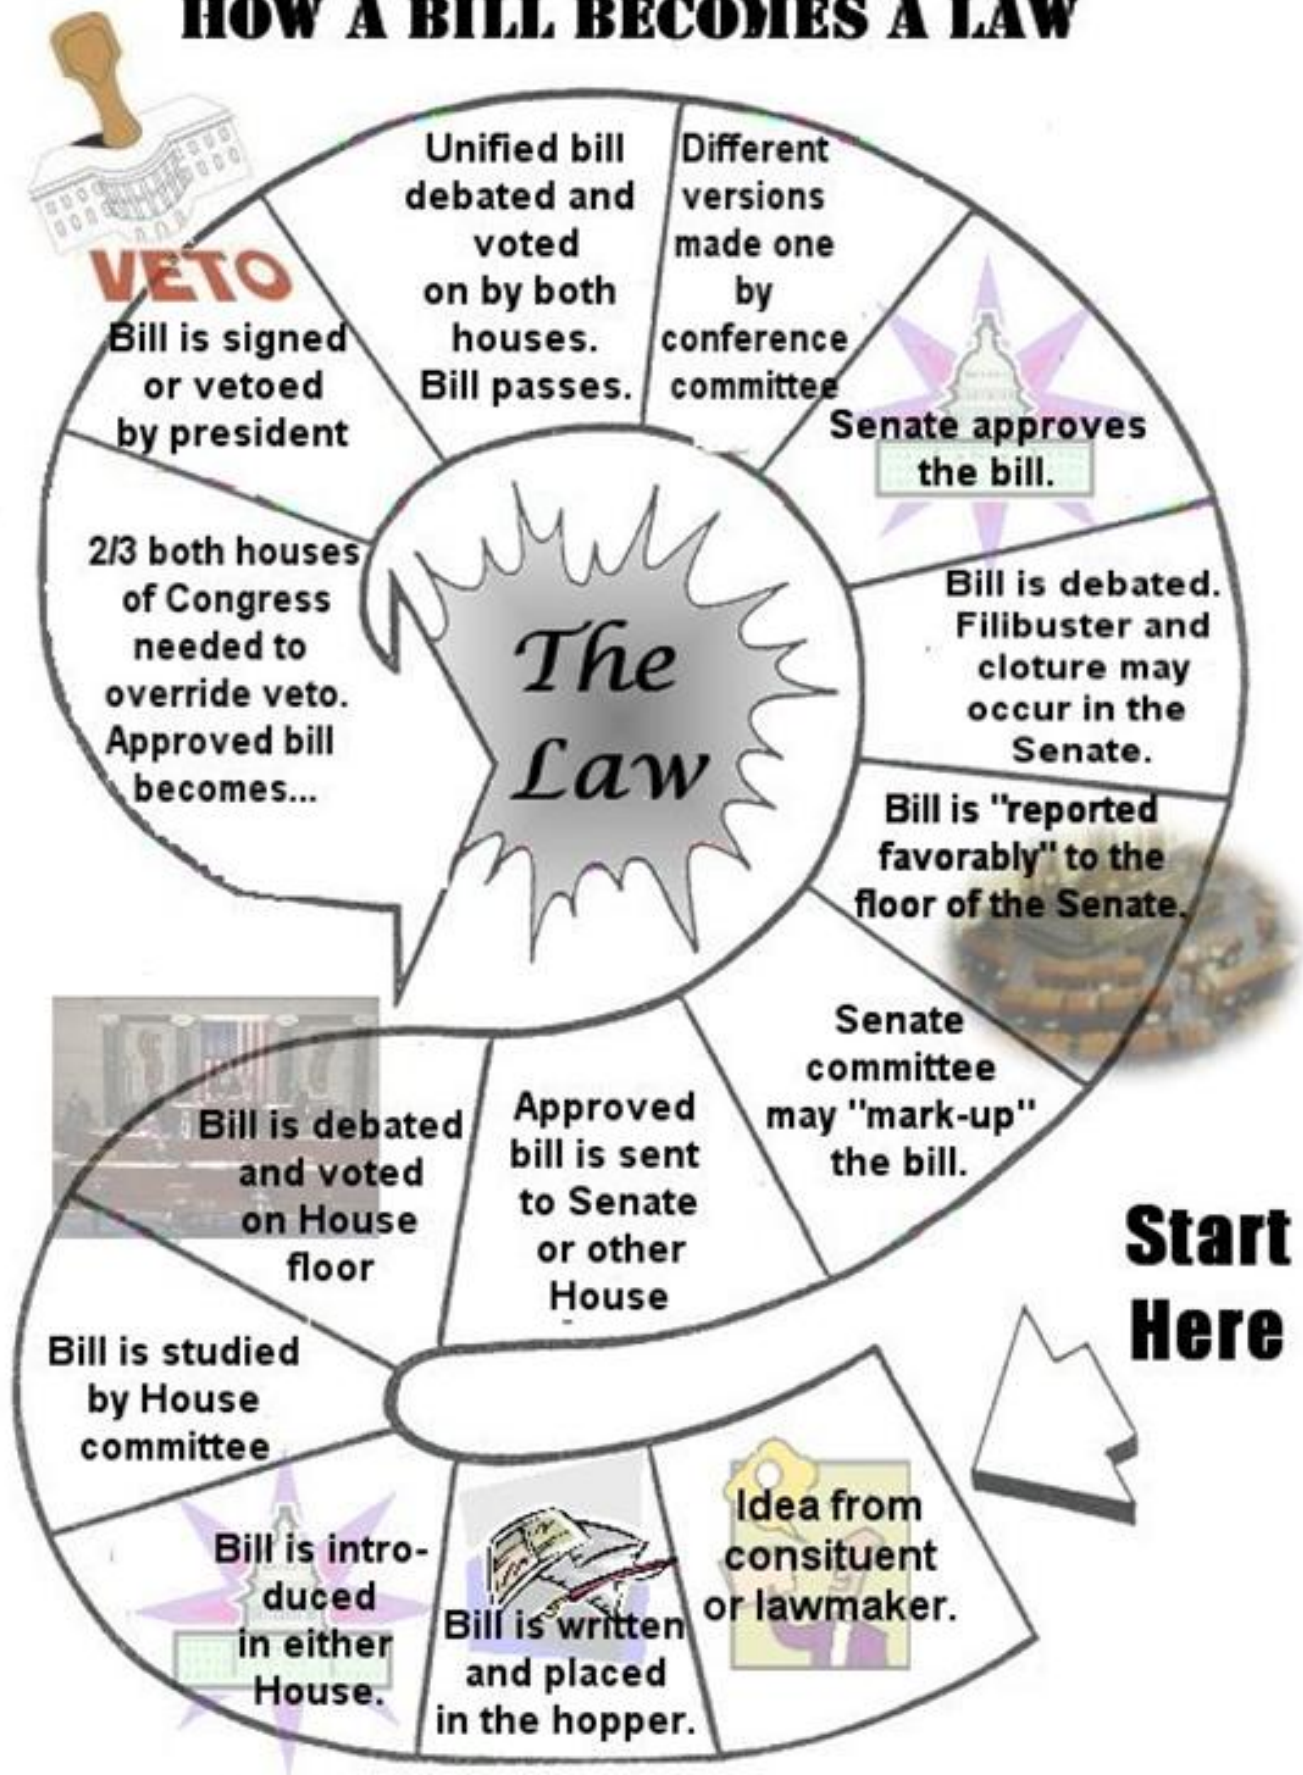 HOW A BILL BECOMES A LAW
Start
Here
Idea from
consituent
or lawmaker.
Bill is written
and placed
in the hopper.
Bill is intro-
duced
in either
House.
Bill is studied
by House
committee
Bill is debated
and voted
on House
floor
Approved
bill is sent
to Senate
or other
House
Senate
committee
may "mark-up"
the bill.
Bill is "reported
favorably" to the
floor of the Senate.
Bill is debated.
Filibuster and
cloture may
occur in the
Senate.
Senate approves
the bill.
Different
versions
made one
by
conference
committee
Unified bill
debated and
voted
on by both
houses.
Bill passes.
VETO
Bill is signed
or vetoed
by president
2/3 both houses
of Congress
needed to
override veto.
Approved bill
becomes...
The
Law